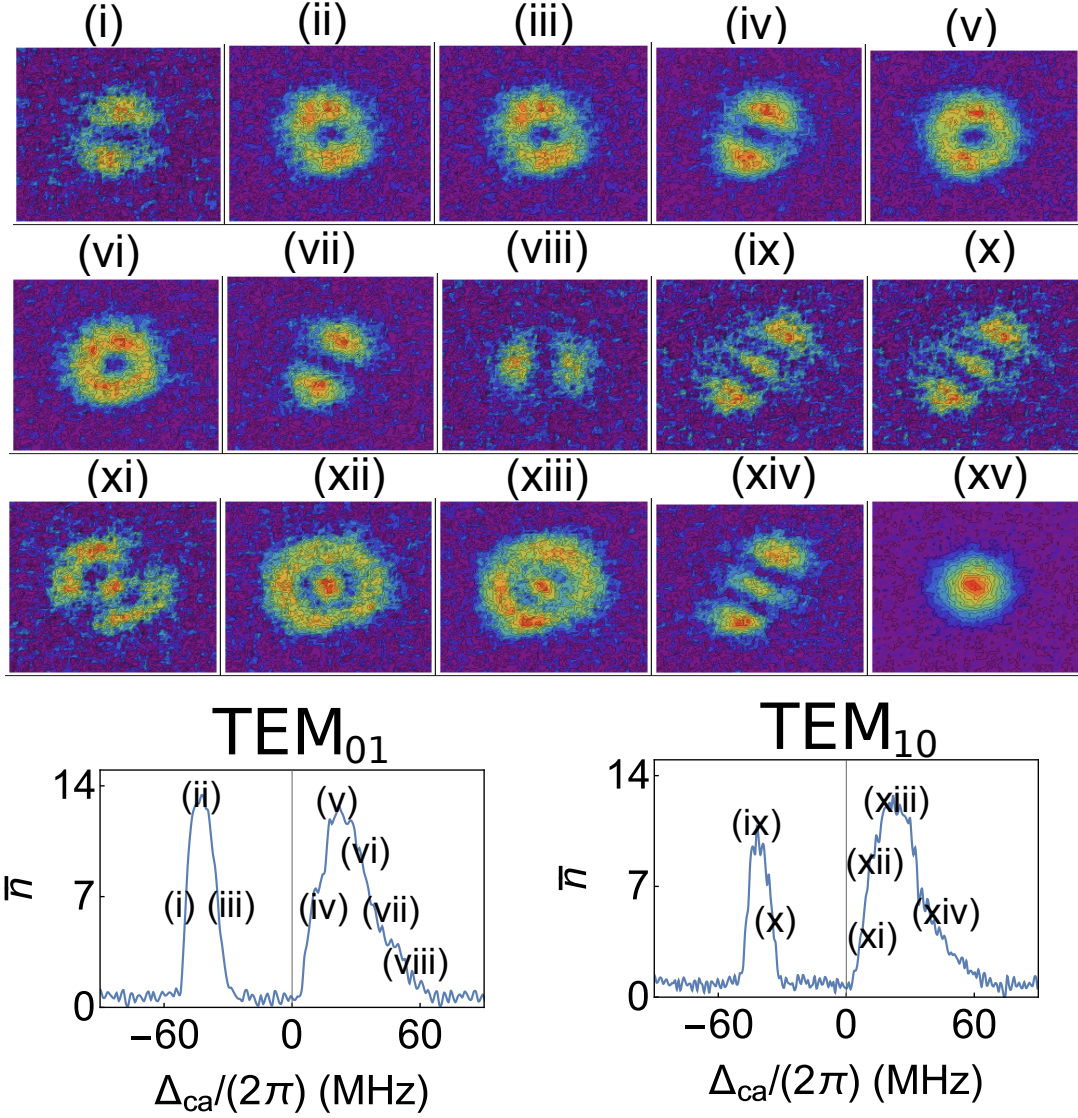 (i) (ii) (iii) (iv) (v)
(vi) (vii) (viii) (ix) (x)
(xi) (xii) (xiii) (xiv) (xv)
TEM₀₁
14
7
0
n̅
(ii)
(v)
(vi)
(i) (iii) (iv) (vii)
(viii)
−60 0 60
Δca/(2π) (MHz)
TEM₁₀
14
7
0
n̅
(xiii)
(ix)
(xii)
(x) (xiv)
(xi)
−60 0 60
Δca/(2π) (MHz)